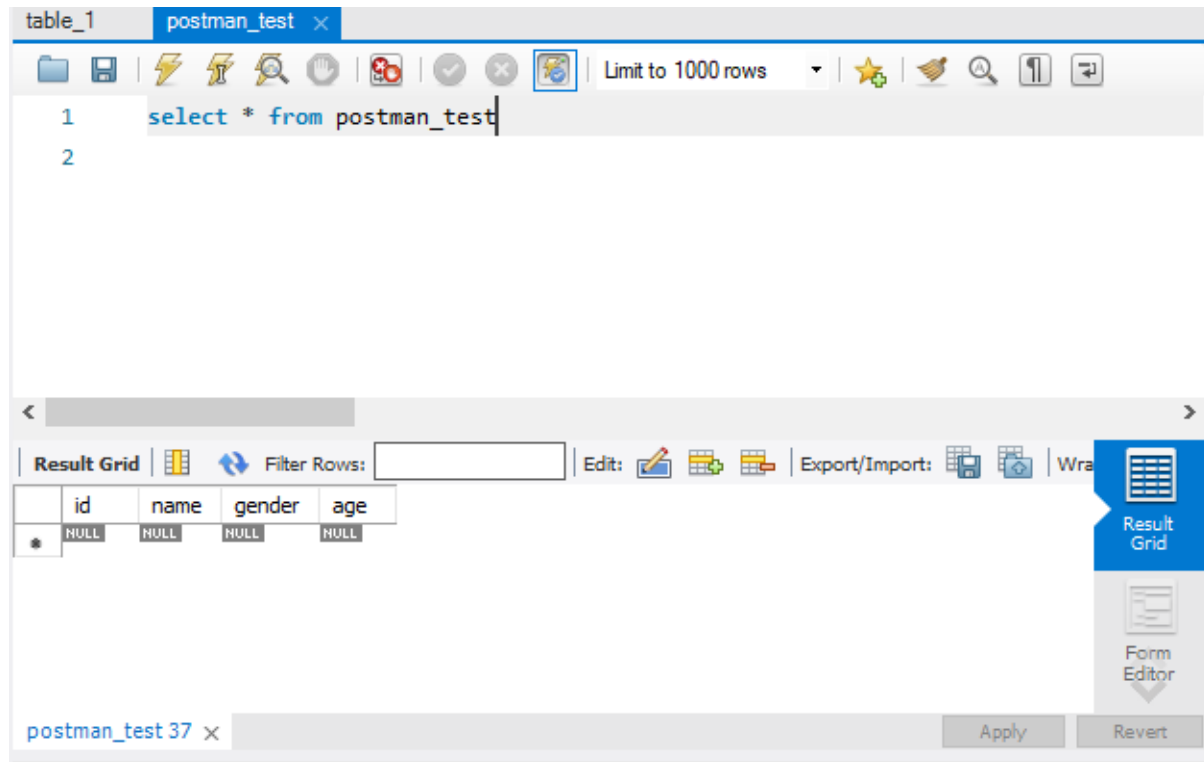 table_1 postman_test
Limit to 1000 rows
1 select * from postman_test
2
Result Grid Filter Rows: Edit: Export/Import: Wra
id name gender age
NULL NULL NULL NULL
Result
Grid
Form
Editor
postman_test 37 Apply Revert